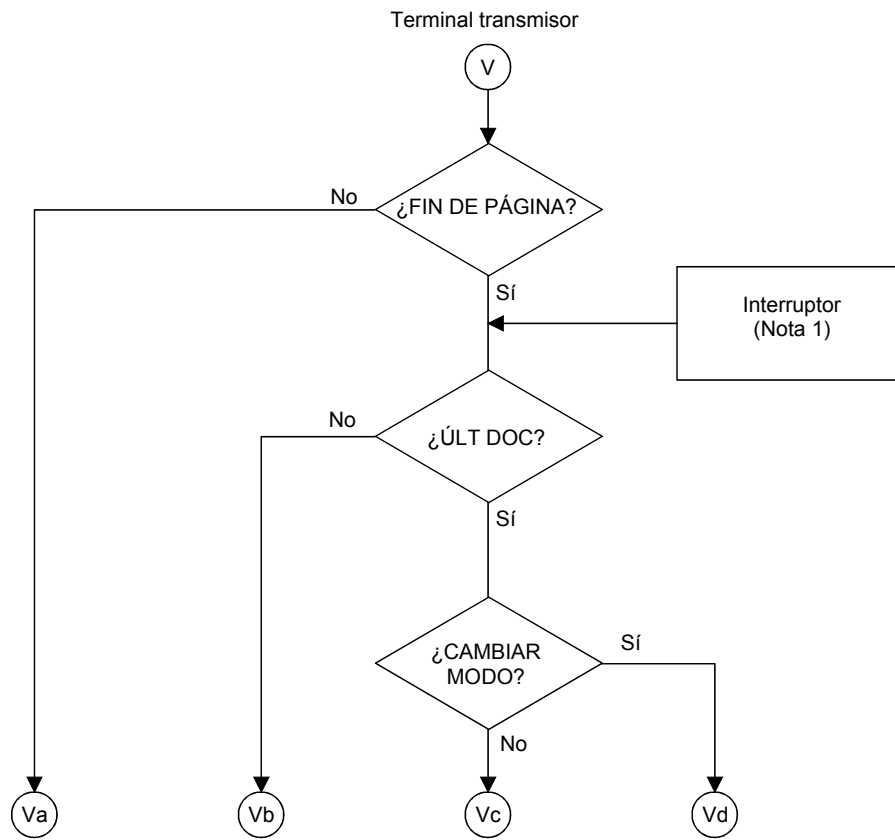 Terminal transmisor
V
No
¿FIN DE PÁGINA?
Sí
Interruptor
(Nota 1)
No
¿ÚLT DOC?
Sí
¿CAMBIAR
MODO?
Sí
No
Va
Vb
Vc
Vd